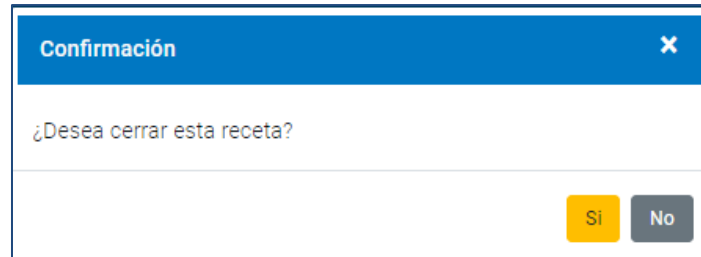 Confirmación ×
¿Desea cerrar esta receta?
Si No